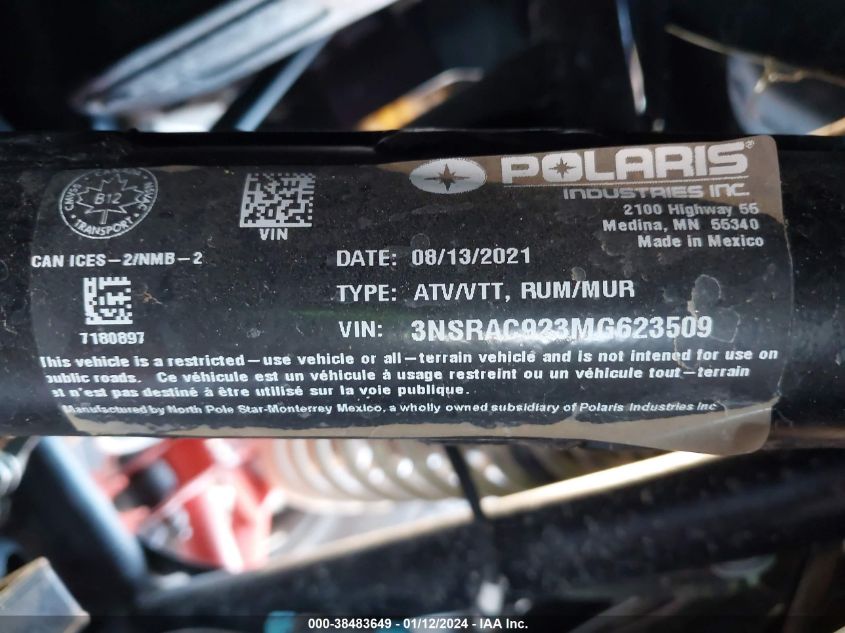 POLARIS®
INDUSTRIES INC.
2100 Highway 55
Medina, MN 55340
Made in Mexico
B12
TRANSPORT
VIN
CAN ICES-2/NMB-2
DATE: 08/13/2021
TYPE: ATV/VTT, RUM/MUR
7180897
VIN: 3NSRAC923MG623509
This vehicle is a restricted-use vehicle or all-terrain vehicle and is not intended for use on
public roads. Ce véhicule est un véhicule à usage restreint ou un véhicule tout-terrain
et n'est pas destiné à être utilisé sur la voie publique.
Manufactured by North Pole Star-Monterrey Mexico, a wholly owned subsidiary of Polaris Industries Inc
000-38483649 - 01/12/2024 - IAA Inc.